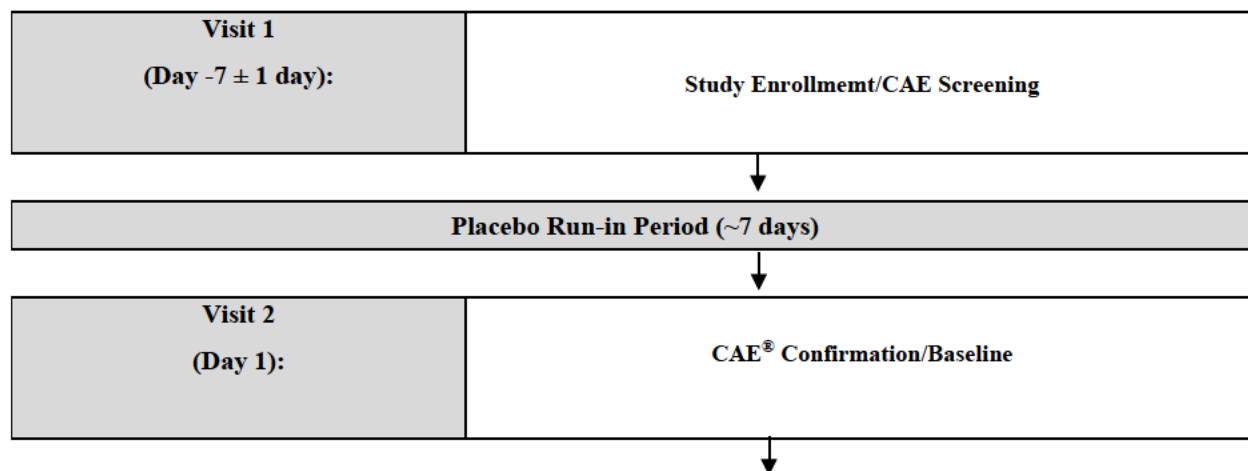 Visit 1
(Day -7 ± 1 day):
Study Enrollmemt/CAE Screening
Placebo Run-in Period (~7 days)
Visit 2
(Day 1):
CAE® Confirmation/Baseline